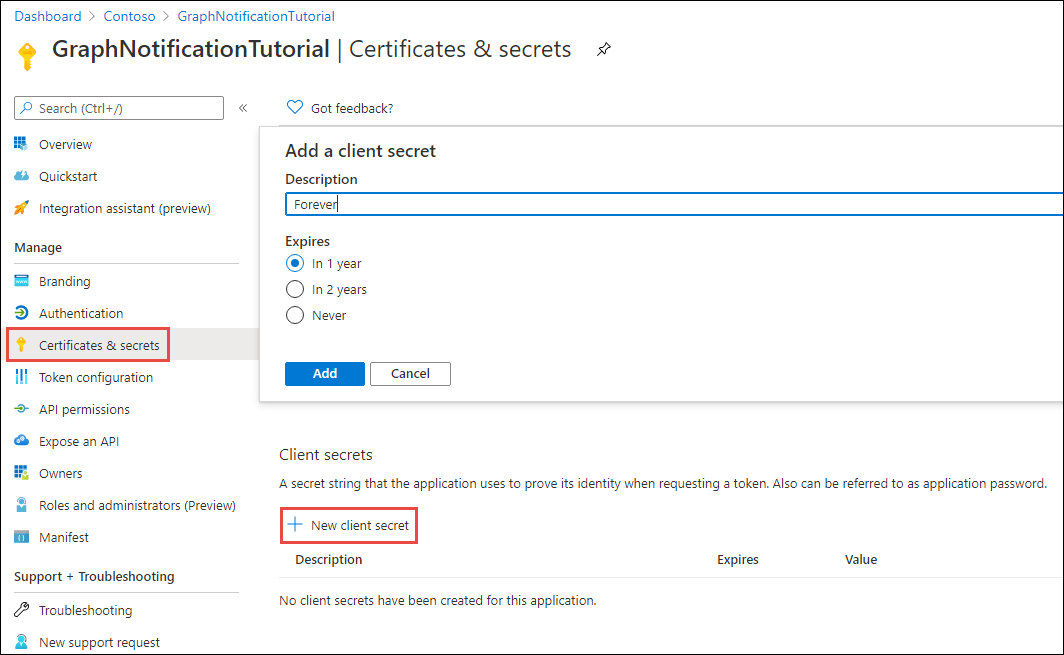 Dashboard > Contoso > GraphNotificationTutorial
GraphNotificationTutorial | Certificates & secrets
Search (Ctrl+/)
«
Overview
Quickstart
Integration assistant (preview)
Manage
Branding
Authentication
Certificates & secrets
Token configuration
API permissions
Expose an API
Owners
Roles and administrators (Preview)
Manifest
Support + Troubleshooting
Troubleshooting
New support request
Got feedback?
Add a client secret
Description
Forever
Expires
In 1 year
In 2 years
Never
Add Cancel
Client secrets
A secret string that the application uses to prove its identity when requesting a token. Also can be referred to as application password.
+ New client secret
Description Expires Value
No client secrets have been created for this application.